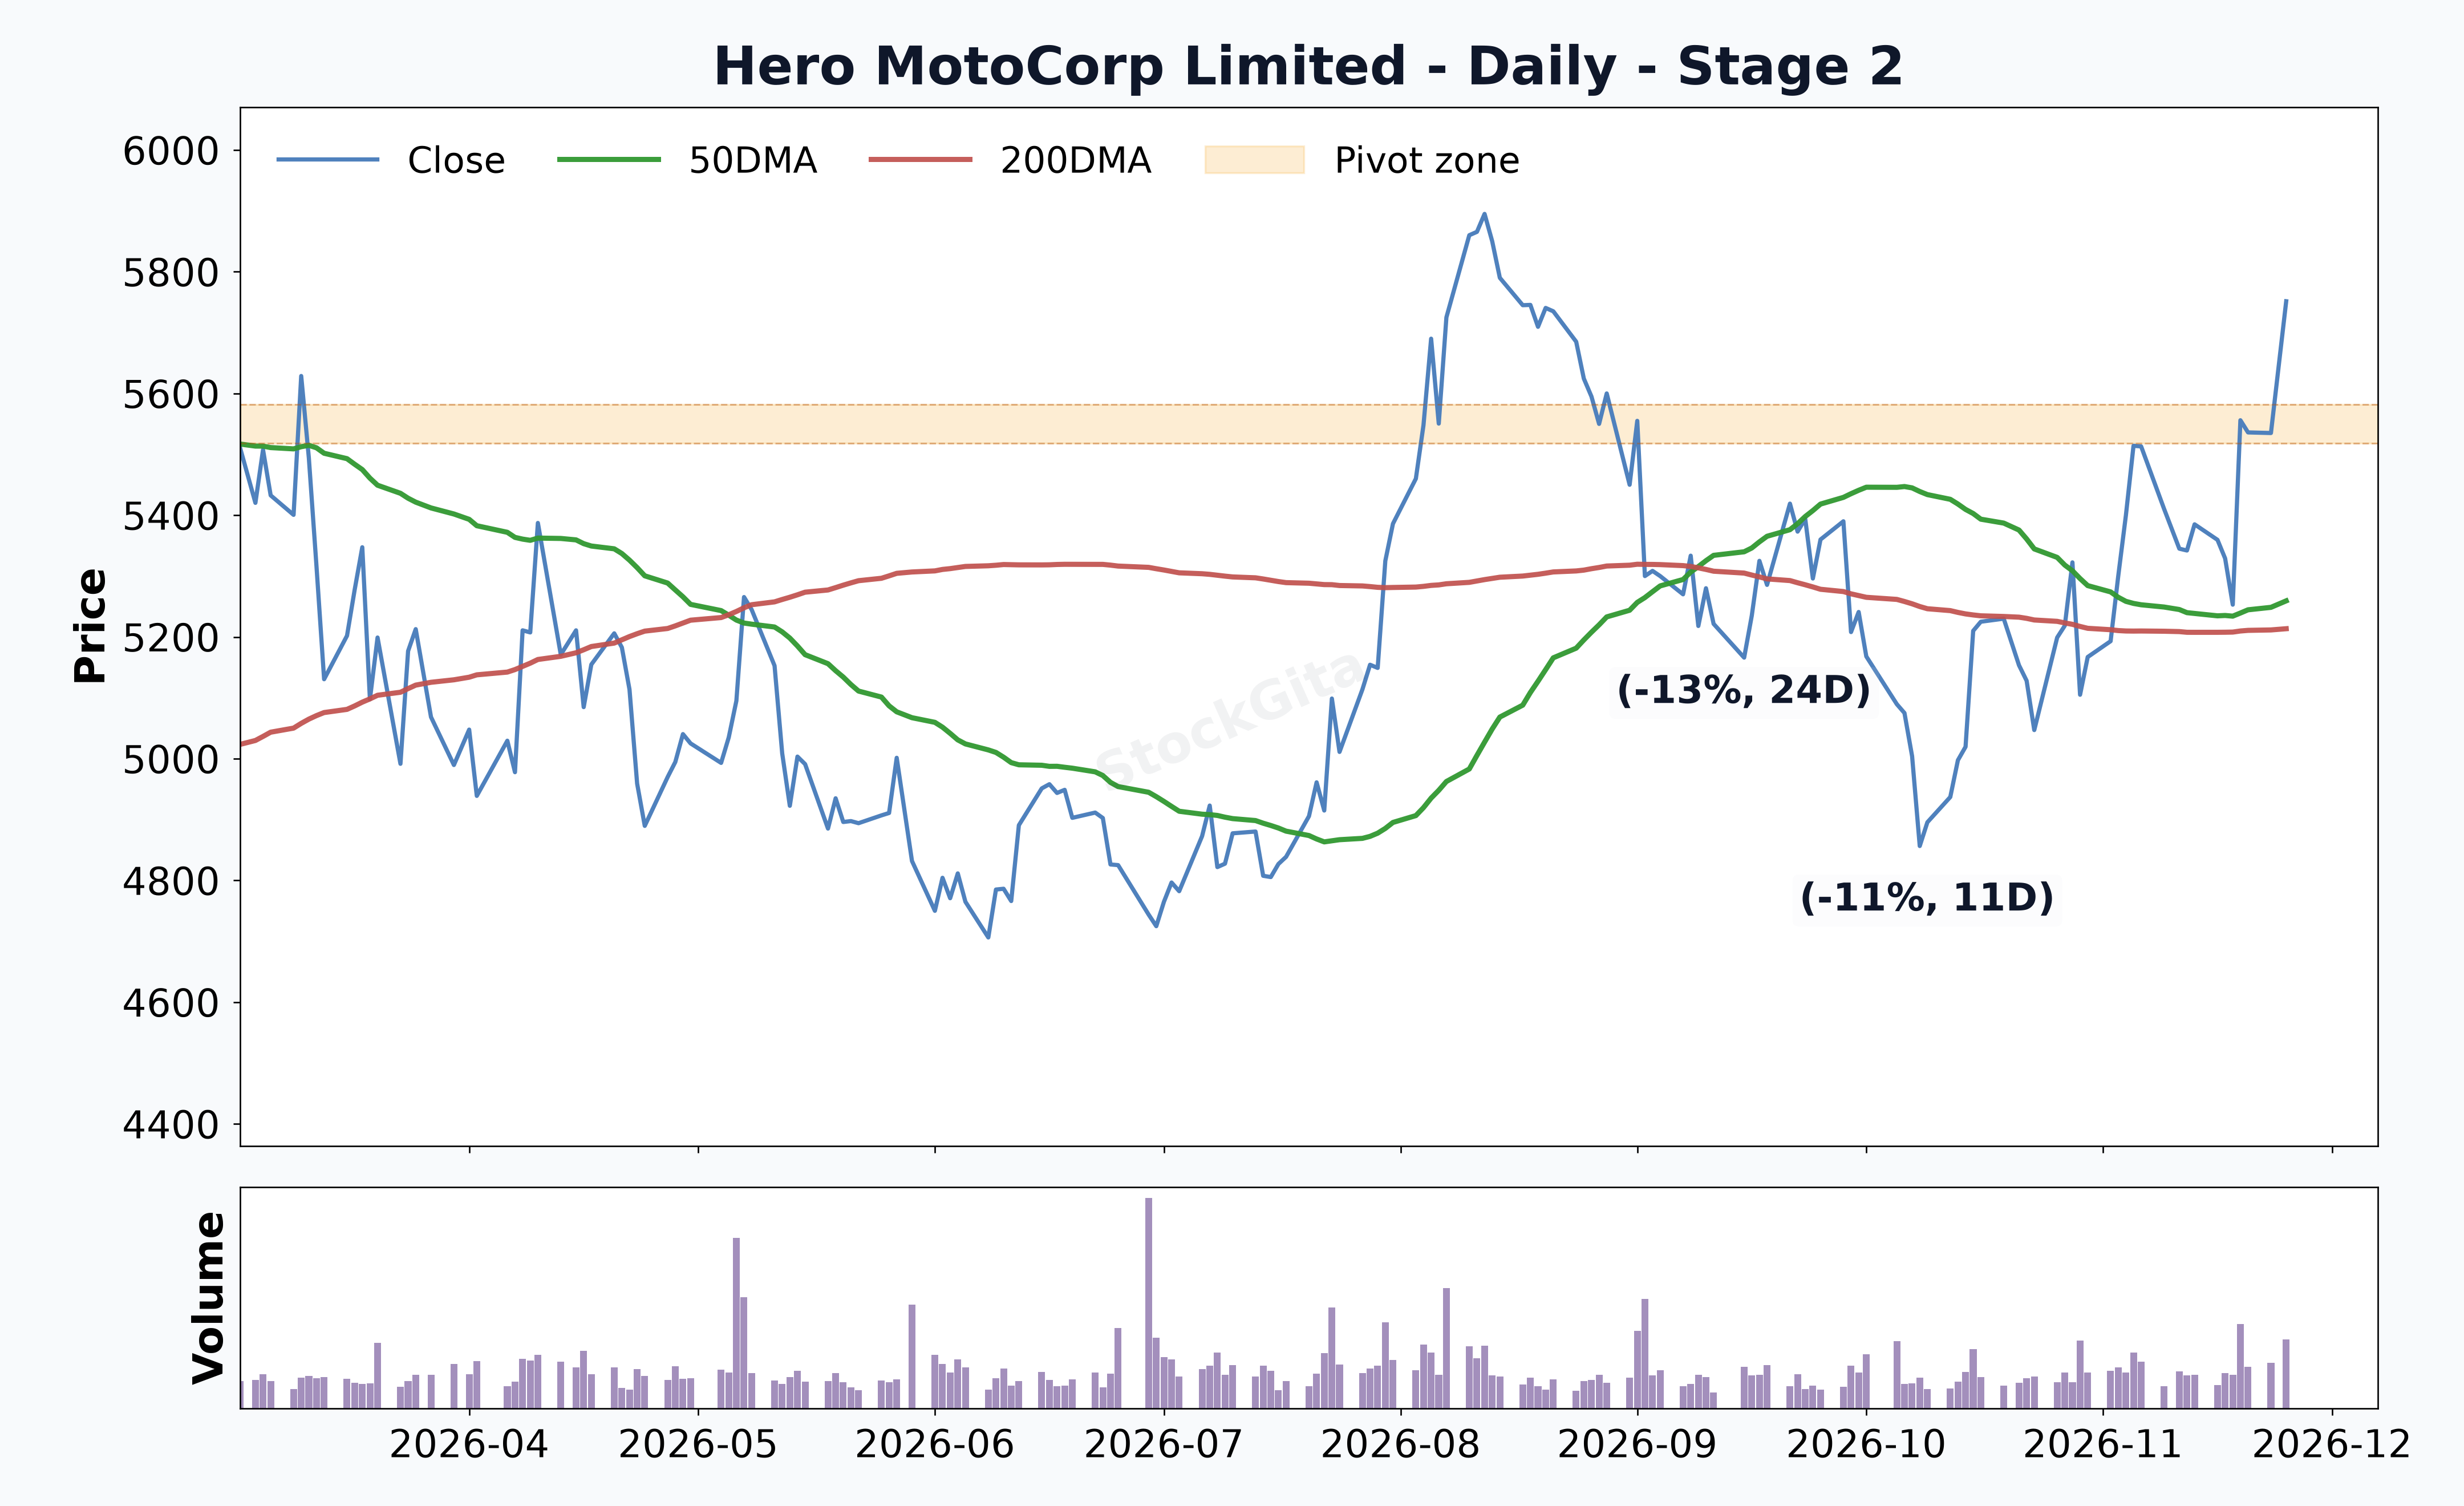 Hero MotoCorp Limited - Daily - Stage 2
Close 50DMA 200DMA Pivot zone
Price
6000
5800
5600
5400
5200
5000
4800
4600
4400
StockGita
(-13%, 24D)
(-11%, 11D)
Volume
2026-04 2026-05 2026-06 2026-07 2026-08 2026-09 2026-10 2026-11 2026-12